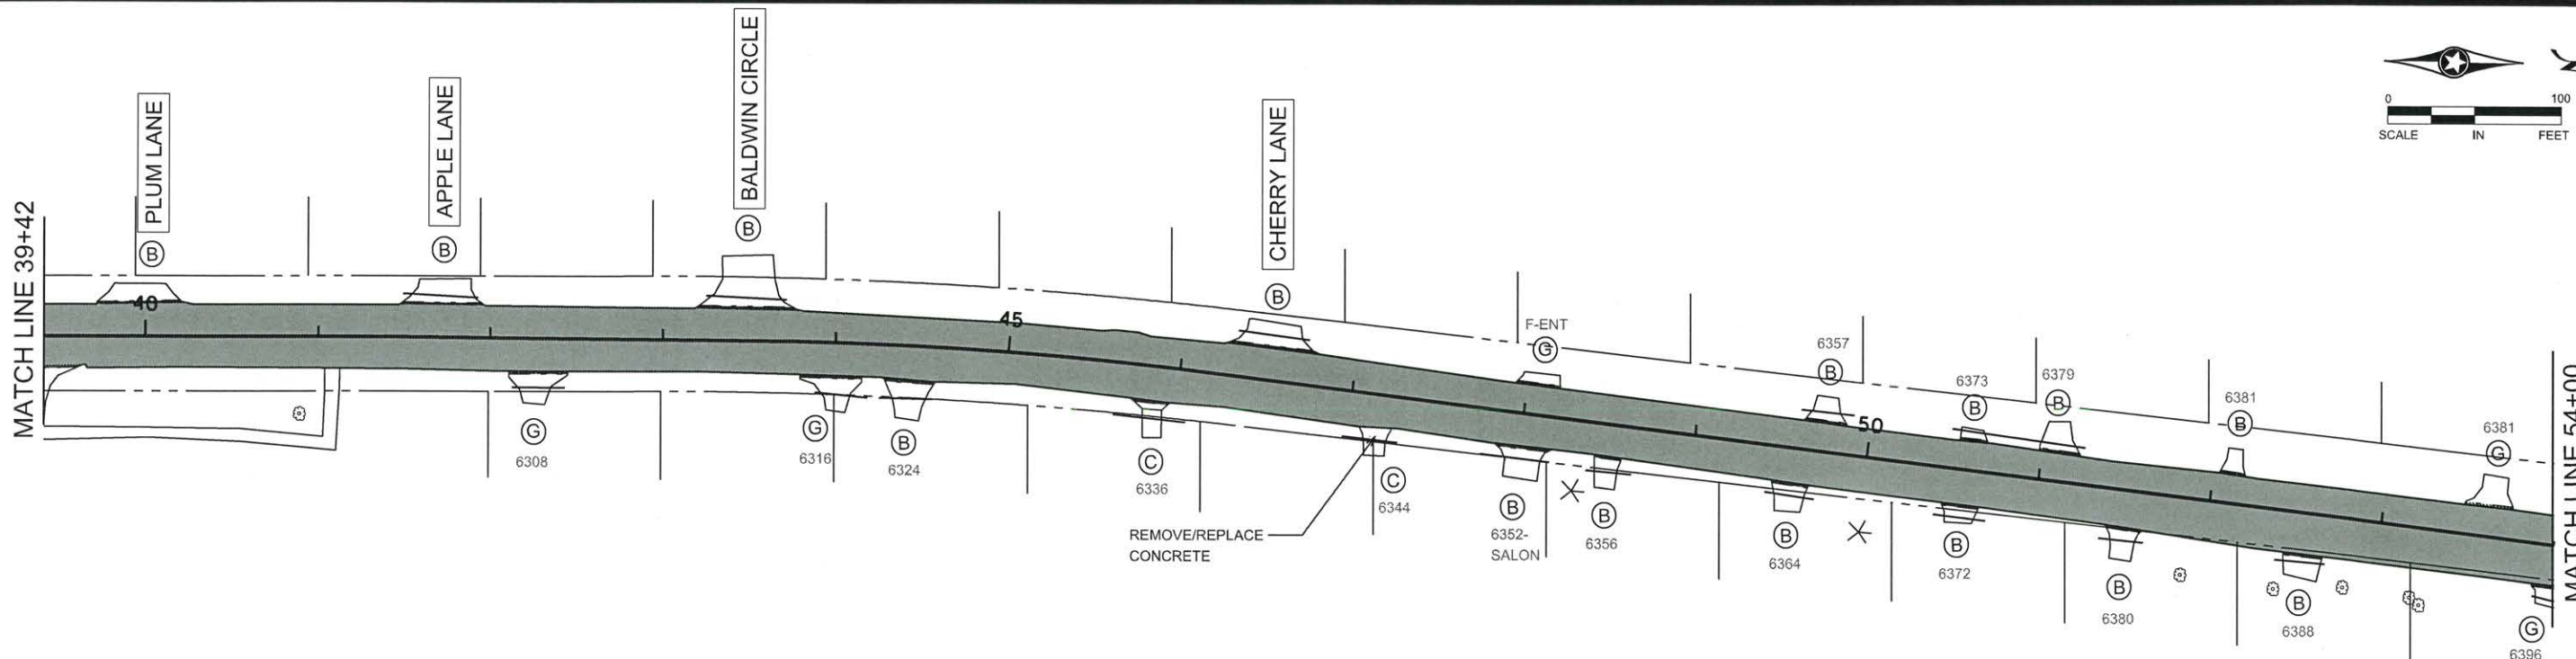 MATCH LINE 39+42
PLUM LANE
B
APPLE LANE
B
BALDWIN CIRCLE
B
CHERRY LANE
B
0 100
SCALE IN FEET
40
45
50
F-ENT
G
6357
B
6373
B
6379
B
6381
B
6381
G
G
6308
G
6316
B
6324
C
6336
C
6344
REMOVE/REPLACE
CONCRETE
B
6352-
SALON
B
6356
B
6364
B
6372
B
6380
B
6388
G
6396
MATCH LINE 54+00